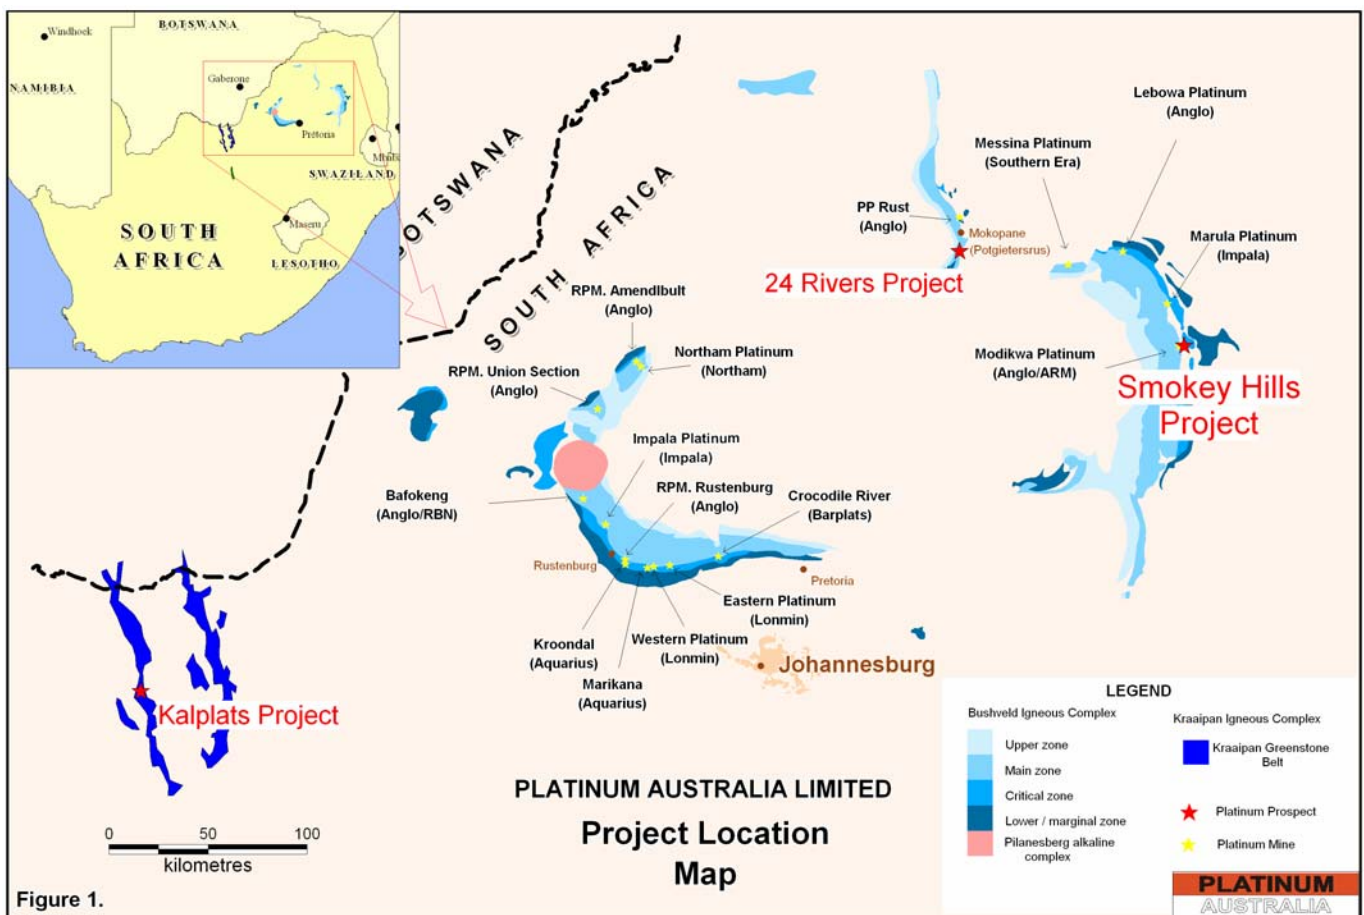 BOTSWANA
Windhoek
NAMIBIA
Gaberone
Pretoria
SWAZILAND
Maseru
SOUTH
AFRICA
LESOTHO
BOTSWANA
SOUTH AFRICA
Lebowa Platinum
(Anglo)
Messina Platinum
(Southern Era)
PP Rust
(Anglo)
Mokopane
(Potgietersrus)
Marula Platinum
(Impala)
24 Rivers Project
RPM. Amendlbult
(Anglo)
Northam Platinum
(Northam)
RPM. Union Section
(Anglo)
Modikwa Platinum
(Anglo/ARM)
Smokey Hills
Project
Impala Platinum
(Impala)
RPM. Rustenburg
(Anglo)
Bafokeng
(Anglo/RBN)
Crocodile River
(Barplats)
Rustenburg
Pretoria
Eastern Platinum
(Lonmin)
Western Platinum
(Lonmin)
Kroondal
(Aquarius)
Marikana
(Aquarius)
Johannesburg
Kalplats Project
LEGEND
Bushveld Igneous Complex
Upper zone
Main zone
Critical zone
Lower / marginal zone
Pilanesberg alkaline
complex
Kraaipan Igneous Complex
Kraaipan Greenstone
Belt
Platinum Prospect
Platinum Mine
PLATINUM AUSTRALIA LIMITED
Project Location
Map
0 50 100
kilometres
Figure 1.
PLATINUM
AUSTRALIA